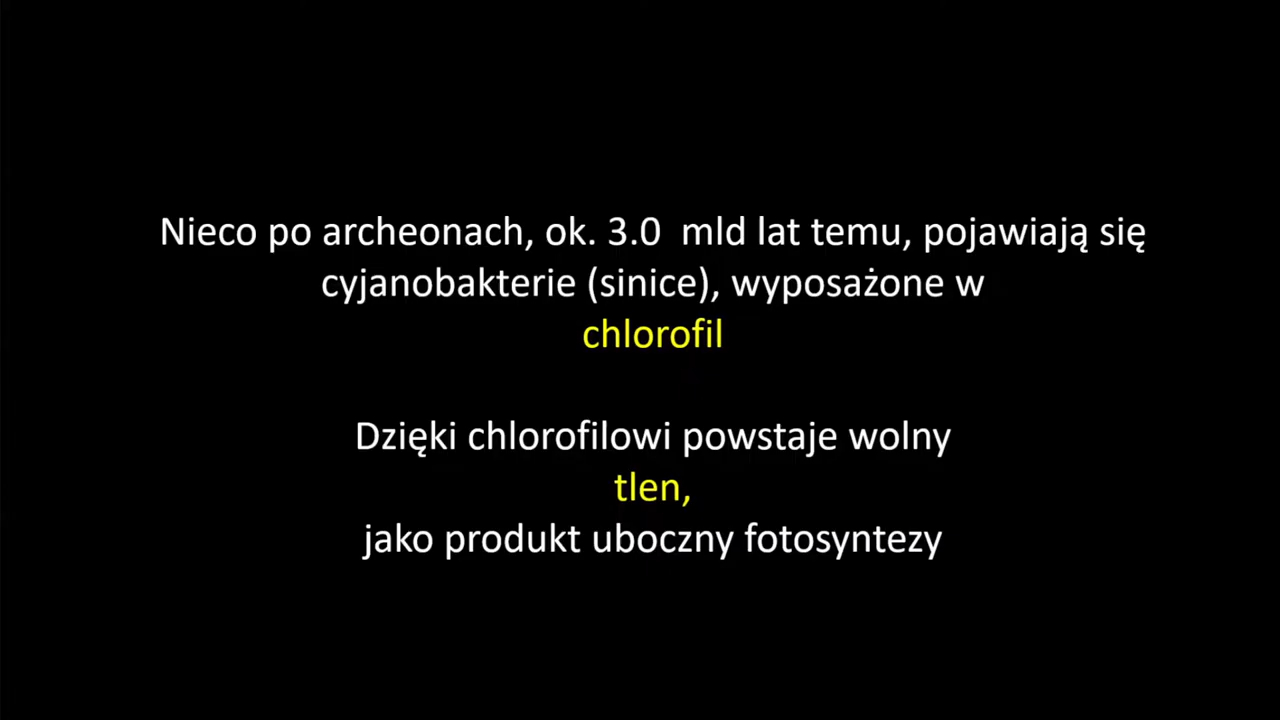 Nieco po archeonach, ok. 3.0  mld lat temu, pojawiają się
cyjanobakterie (sinice), wyposażone w
chlorofil
Dzięki chlorofilowi powstaje wolny
tlen,
jako produkt uboczny fotosyntezy